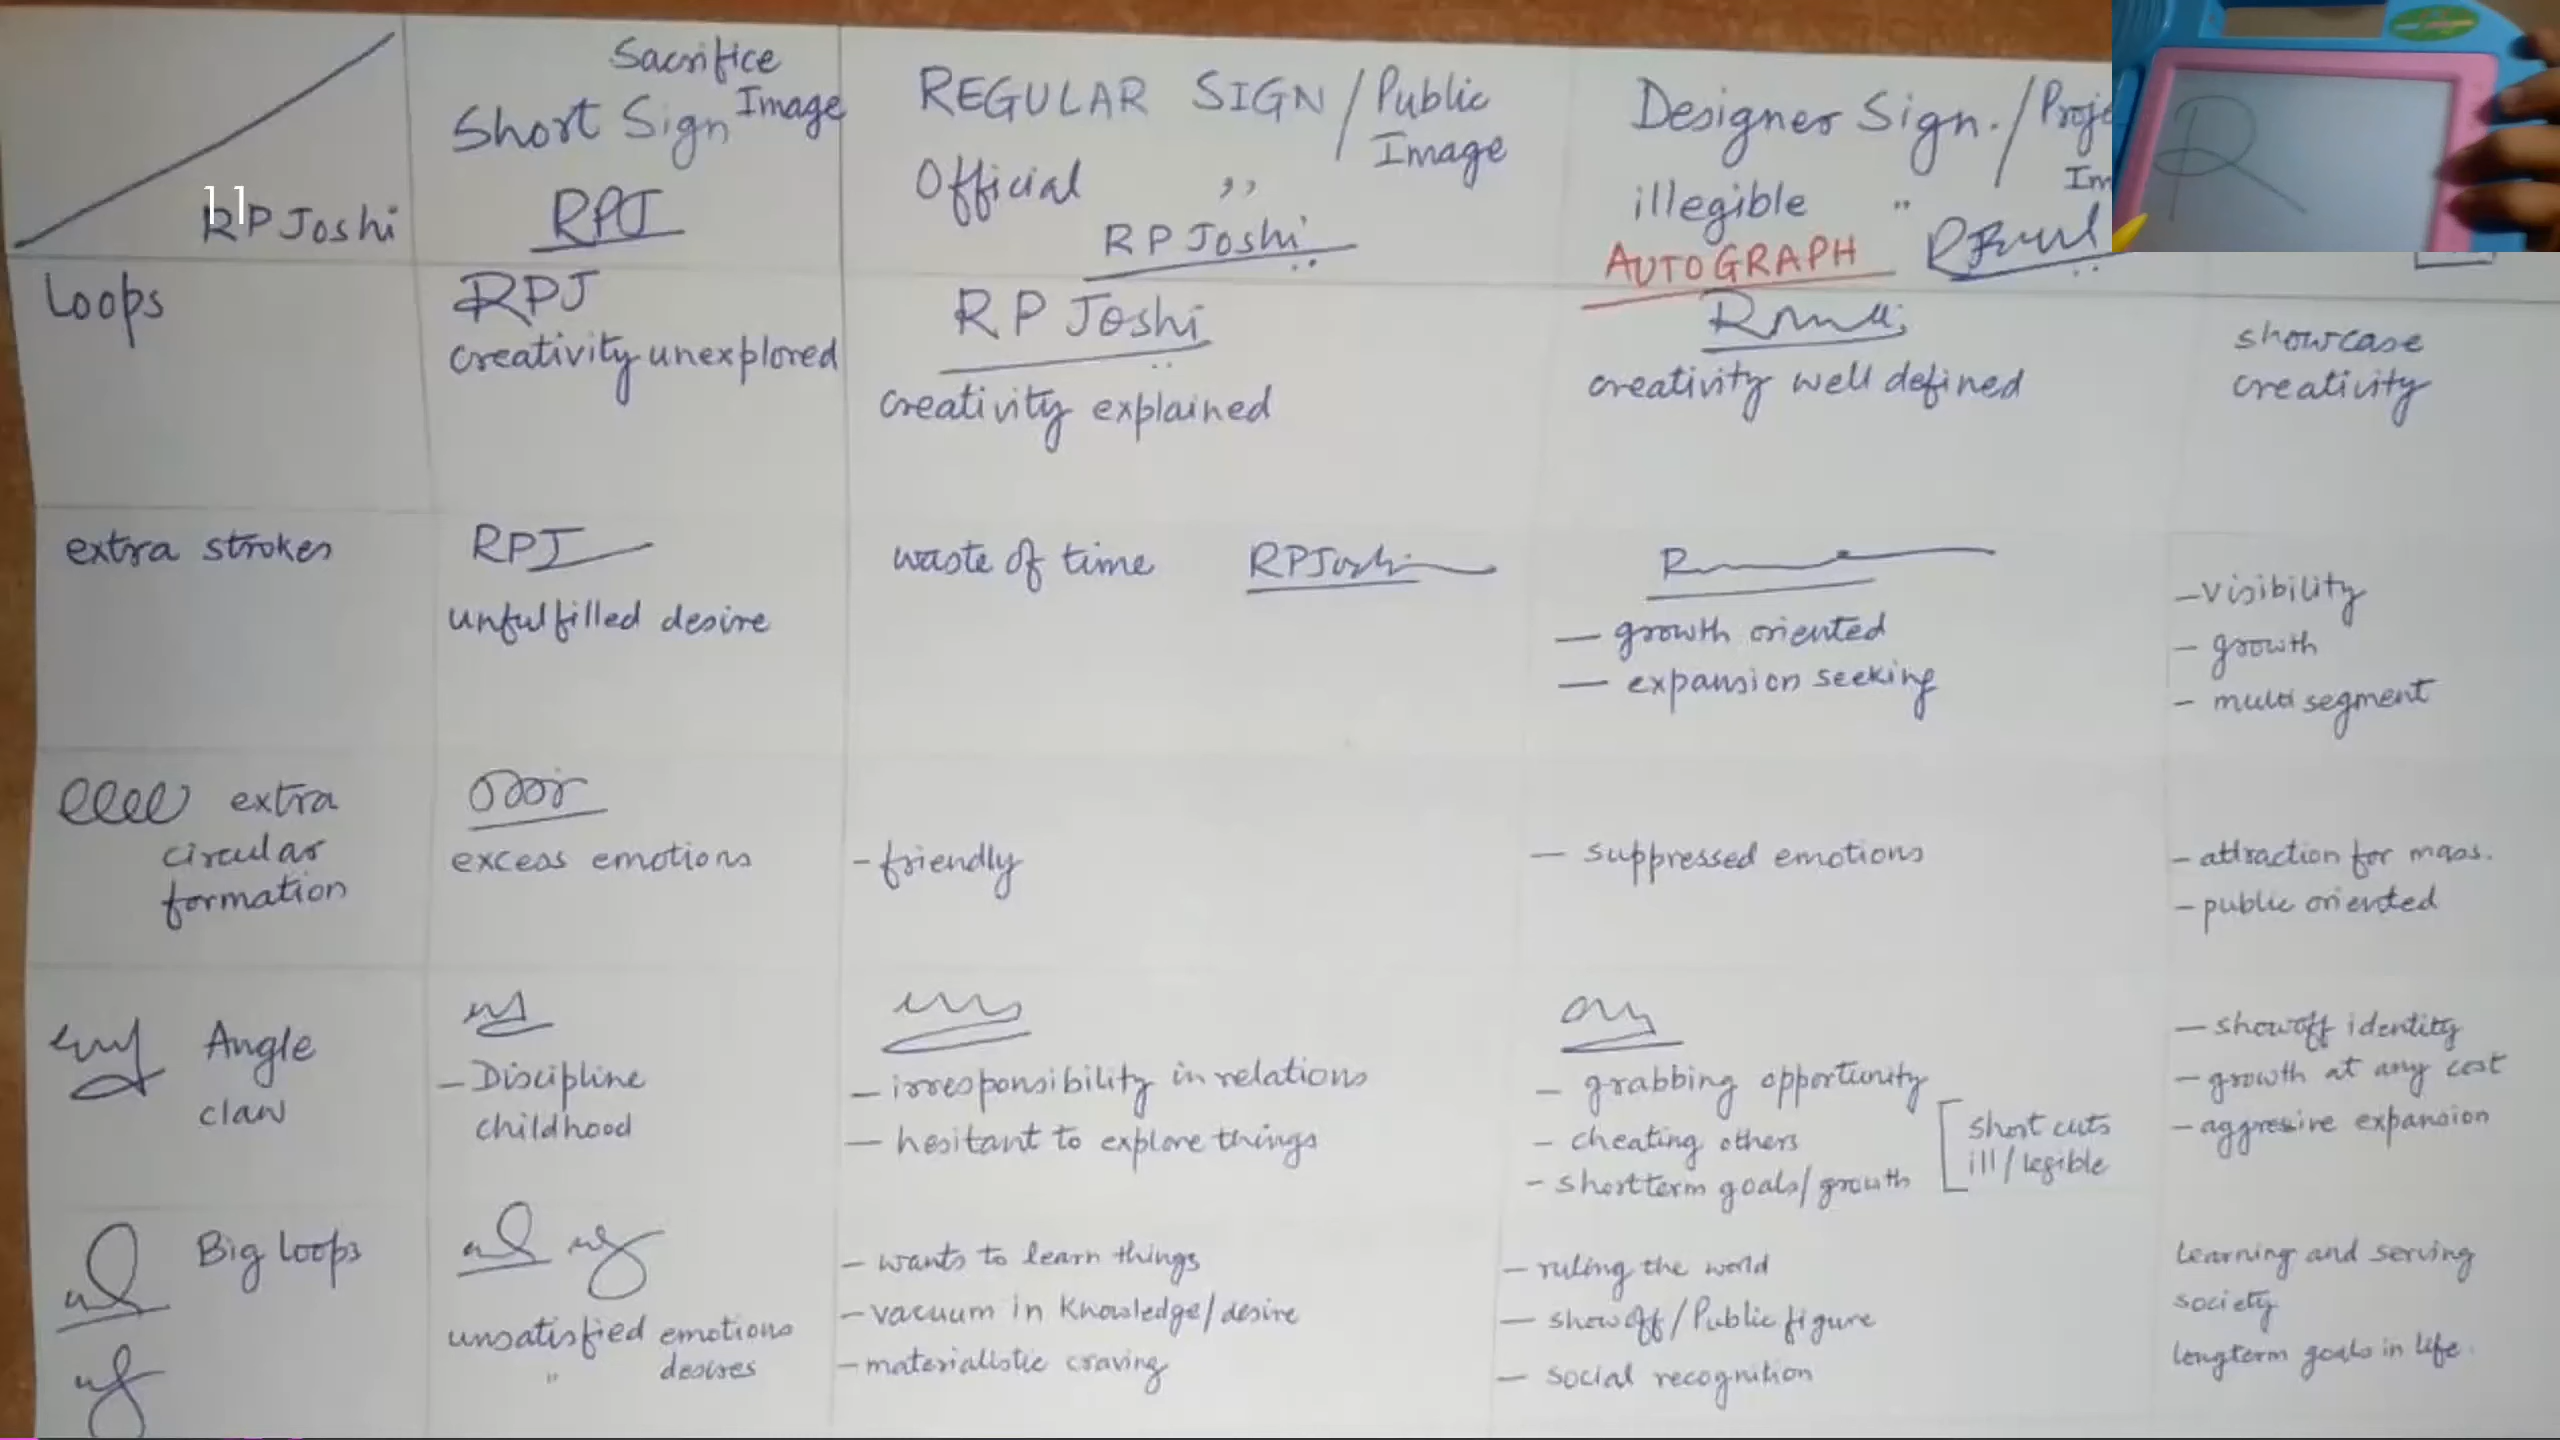 RP Joshi
11
Sacrifice
Short Sign Image
RPJ
REGULAR SIGN / Public
Image
Official ,,
RP Joshi
Designer Sign. /
illegible "
AUTOGRAPH
Loops
RPJ
creativity unexplored
RP Joshi
creativity explained
creativity well defined
showcase
creativity
extra strokes
RPJ
unfulfilled desire
waste of time RPJoshi
R
— growth oriented
— expansion seeking
- visibility
- growth
- multi segment
extra
circular
formation
excess emotions
- friendly
— suppressed emotions
- attraction for mass.
- public oriented
Angle
claw
- Discipline
childhood
- irresponsibility in relations
- hesitant to explore things
- grabbing opportunity
- cheating others
- shortterm goals/growth
short cuts
ill/legible
- showoff identity
- growth at any cost
- aggressive expansion
Big loops
unsatisfied emotions
" desires
- wants to learn things
- vacuum in knowledge/desire
- materialistic craving
- ruling the world
- show off/Public figure
- social recognition
Learning and serving
society
longterm goals in life.
R